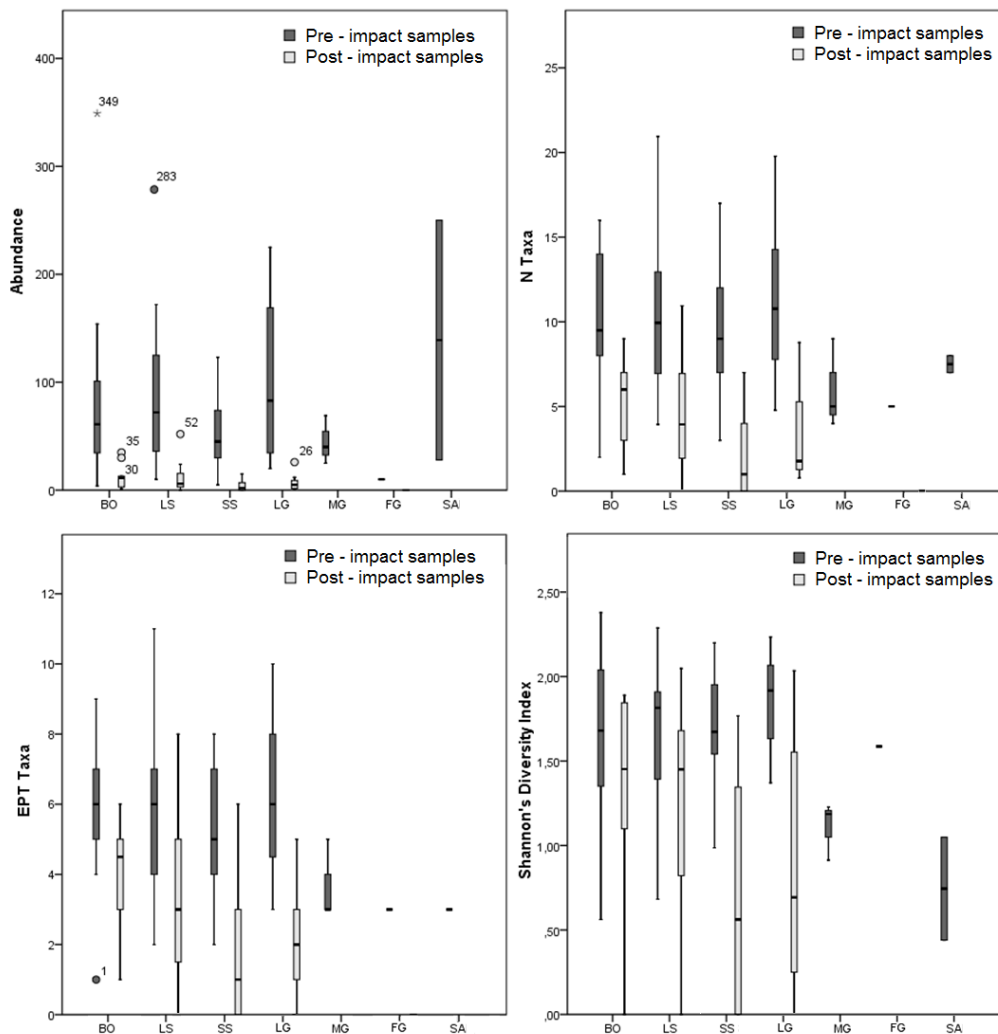 Pre - impact samples
Post - impact samples
400
300
200
100
0
Abundance
349
283
35
30
52
26
BO LS SS LG MG FG SA
Pre - impact samples
Post - impact samples
25
20
15
10
5
0
N Taxa
BO LS SS LG MG FG SA
Pre - impact samples
Post - impact samples
12
10
8
6
4
2
0
EPT Taxa
1
BO LS SS LG MG FG SA
Pre - impact samples
Post - impact samples
2,50
2,00
1,50
1,00
,50
,00
Shannon's Diversity Index
BO LS SS LG MG FG SA